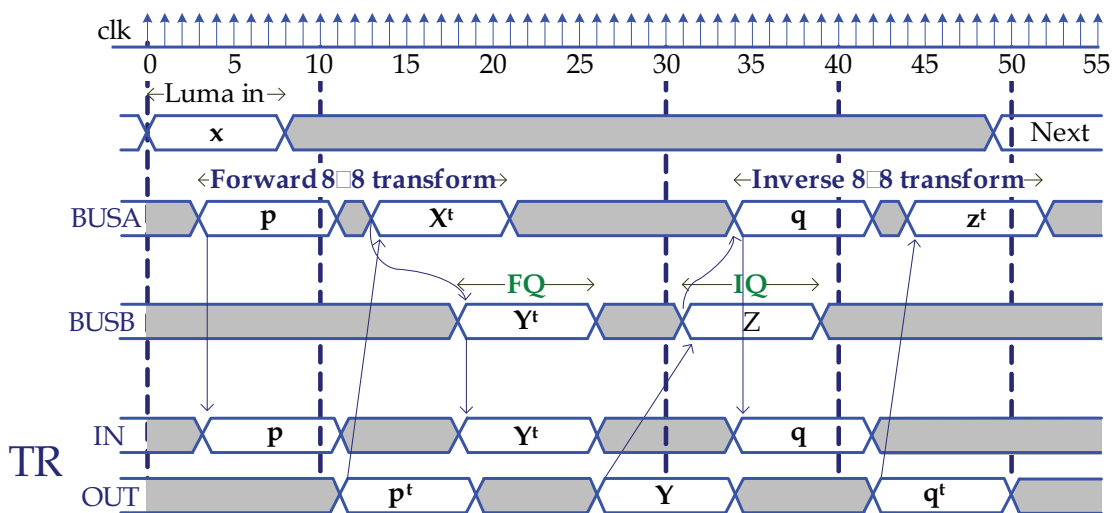 clk
0 5 10 15 20 25 30 35 40 45 50 55
Luma in
x Next
Forward 8□8 transform Inverse 8□8 transform
BUSA p Xᵗ q zᵗ
FQ IQ
BUSB Yᵗ Z
IN p Yᵗ q
TR
OUT pᵗ Y qᵗ